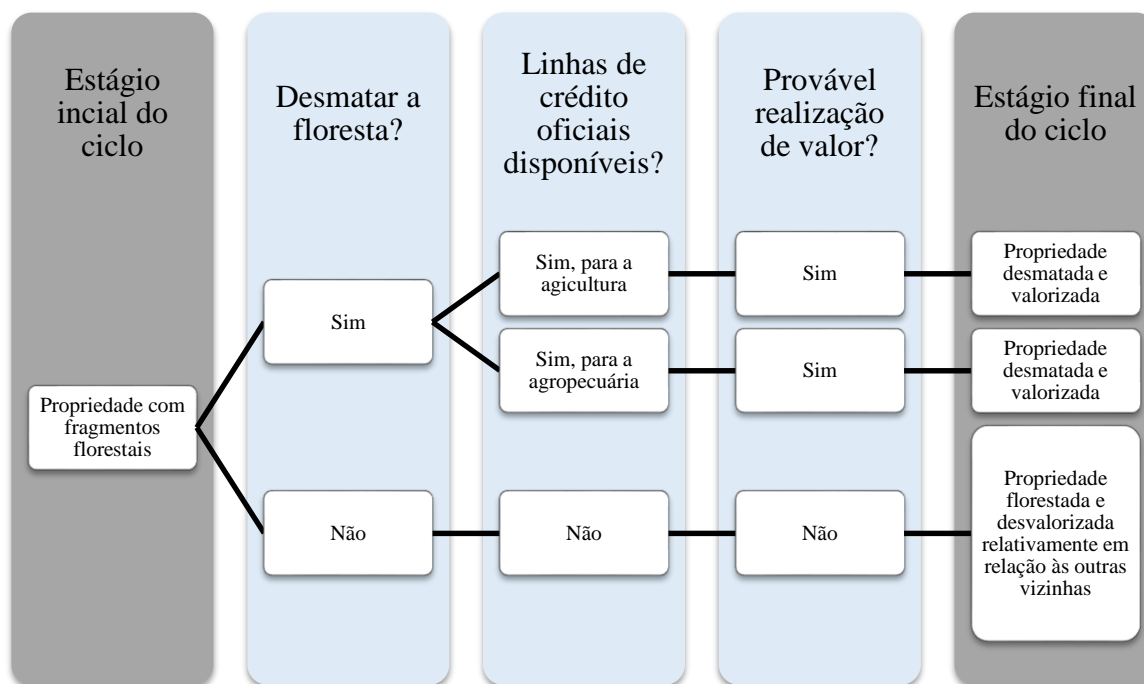 Estágio
incial do
ciclo
Desmatar a
floresta?
Linhas de
crédito
oficiais
disponíveis?
Provável
realização
de valor?
Estágio final
do ciclo
Propriedade com
fragmentos
florestais
Sim
Sim, para a
agicultura
Sim
Propriedade
desmatada e
valorizada
Sim, para a
agropecuária
Sim
Propriedade
desmatada e
valorizada
Não
Não
Não
Propriedade
florestada e
desvalorizada
relativamente em
relação às outras
vizinhas